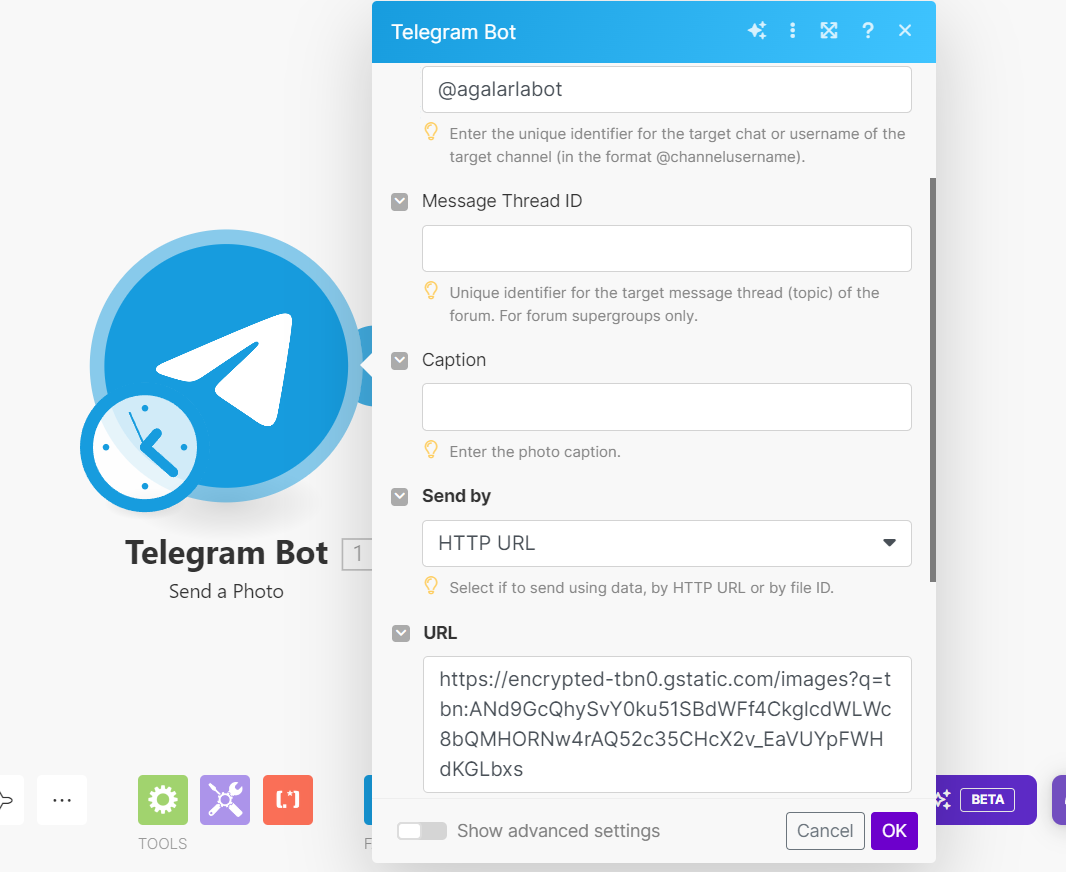 Telegram Bot
@agalarlabot
Enter the unique identifier for the target chat or username of the
target channel (in the format @channelusername).
Message Thread ID
Unique identifier for the target message thread (topic) of the
forum. For forum supergroups only.
Caption
Enter the photo caption.
Send by
HTTP URL
Select if to send using data, by HTTP URL or by file ID.
URL
https://encrypted-tbn0.gstatic.com/images?q=t
bn:ANd9GcQhySvY0ku51SBdWFf4CkglcdWLWc
8bQMHORNw4rAQ52c35CHcX2v_EaVUYpFWH
dKGLbxs
Show advanced settings
Cancel
OK
Telegram Bot
1
Send a Photo
TOOLS
F
BETA